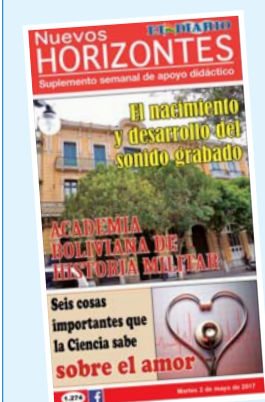 Nuevos
EL DIARIO
HORIZONTES
Suplemento semanal de apoyo didáctico
El nacimiento
y desarrollo del
sonido grabado
ACADEMIA
BOLIVIANA DE
HISTORIA MILITAR
Seis cosas
importantes que
la Ciencia sabe
sobre el amor
1.274
Martes 2 de mayo de 2017